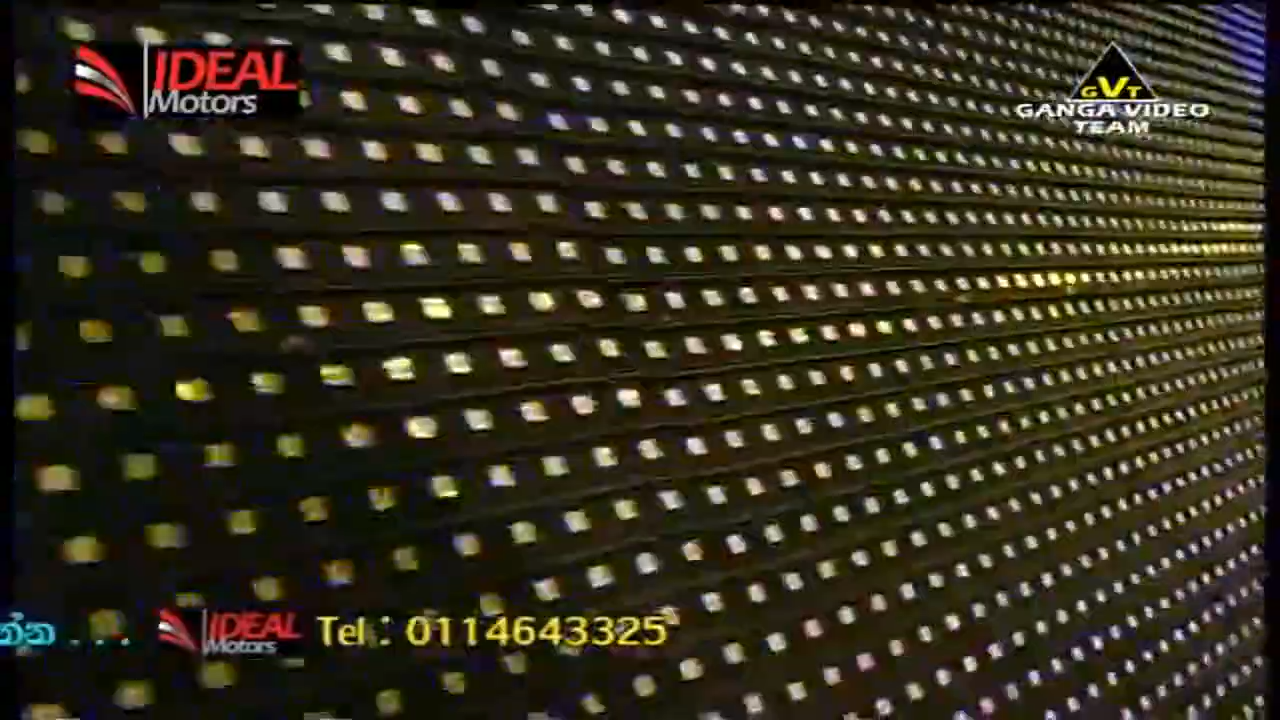 IDEAL
Motors
GVT
GANGA VIDEO
TEAM
න්න . . . .
IDEAL
Motors
Tel : 0114643325